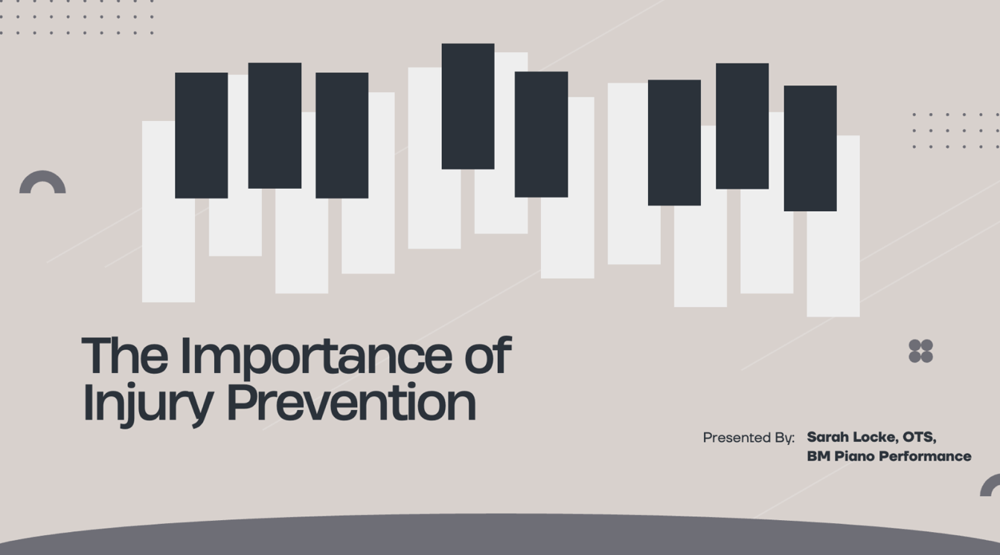 The Importance of
Injury Prevention
Presented By: Sarah Locke, OTS,
BM Piano Performance